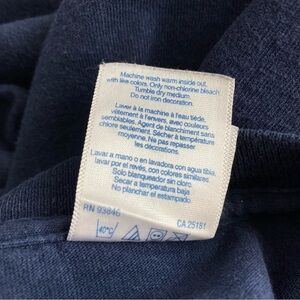 Machine wash warm inside out
with like colors. Only non-chlorine bleach
Tumble dry medium.
Do not iron decoration.
Laver à la machine à l'eau tiède,
vêtement à l'envers, avec couleurs
semblables. Agent de blanchiment sans
chlore seulement. Sécher à température
moyenne. Ne pas repasser
les décorations.
Lavar a mano o en lavadora con agua tibia,
lavar por el revés, con colores similares
Solo blanqueador sin cloro.
Secar a temperatura baja
No planchar el estampado.
RN 93846 CA 25181
40°C